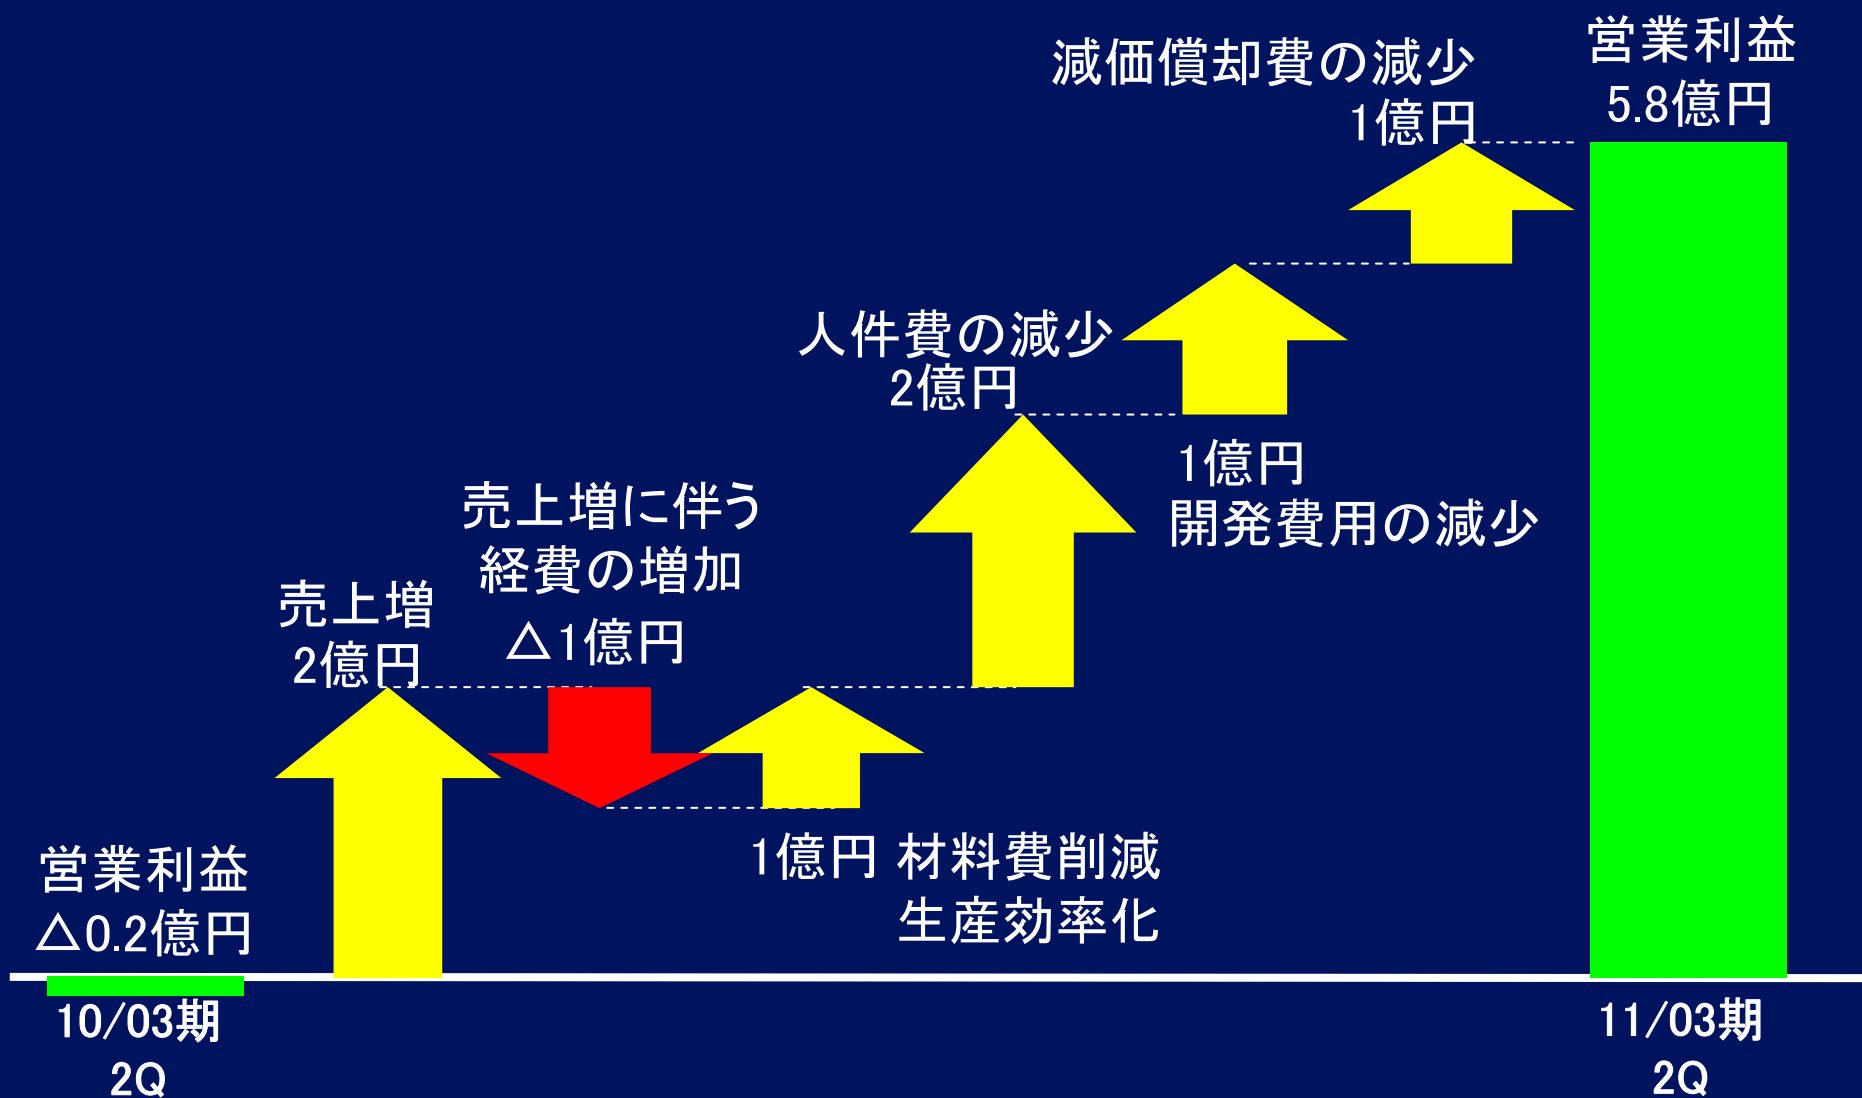 営業利益
△0.2億円
10/03期
2Q
売上増
2億円
売上増に伴う
経費の増加
△1億円
1億円 材料費削減
生産効率化
人件費の減少
2億円
1億円
開発費用の減少
減価償却費の減少
1億円
営業利益
5.8億円
11/03期
2Q